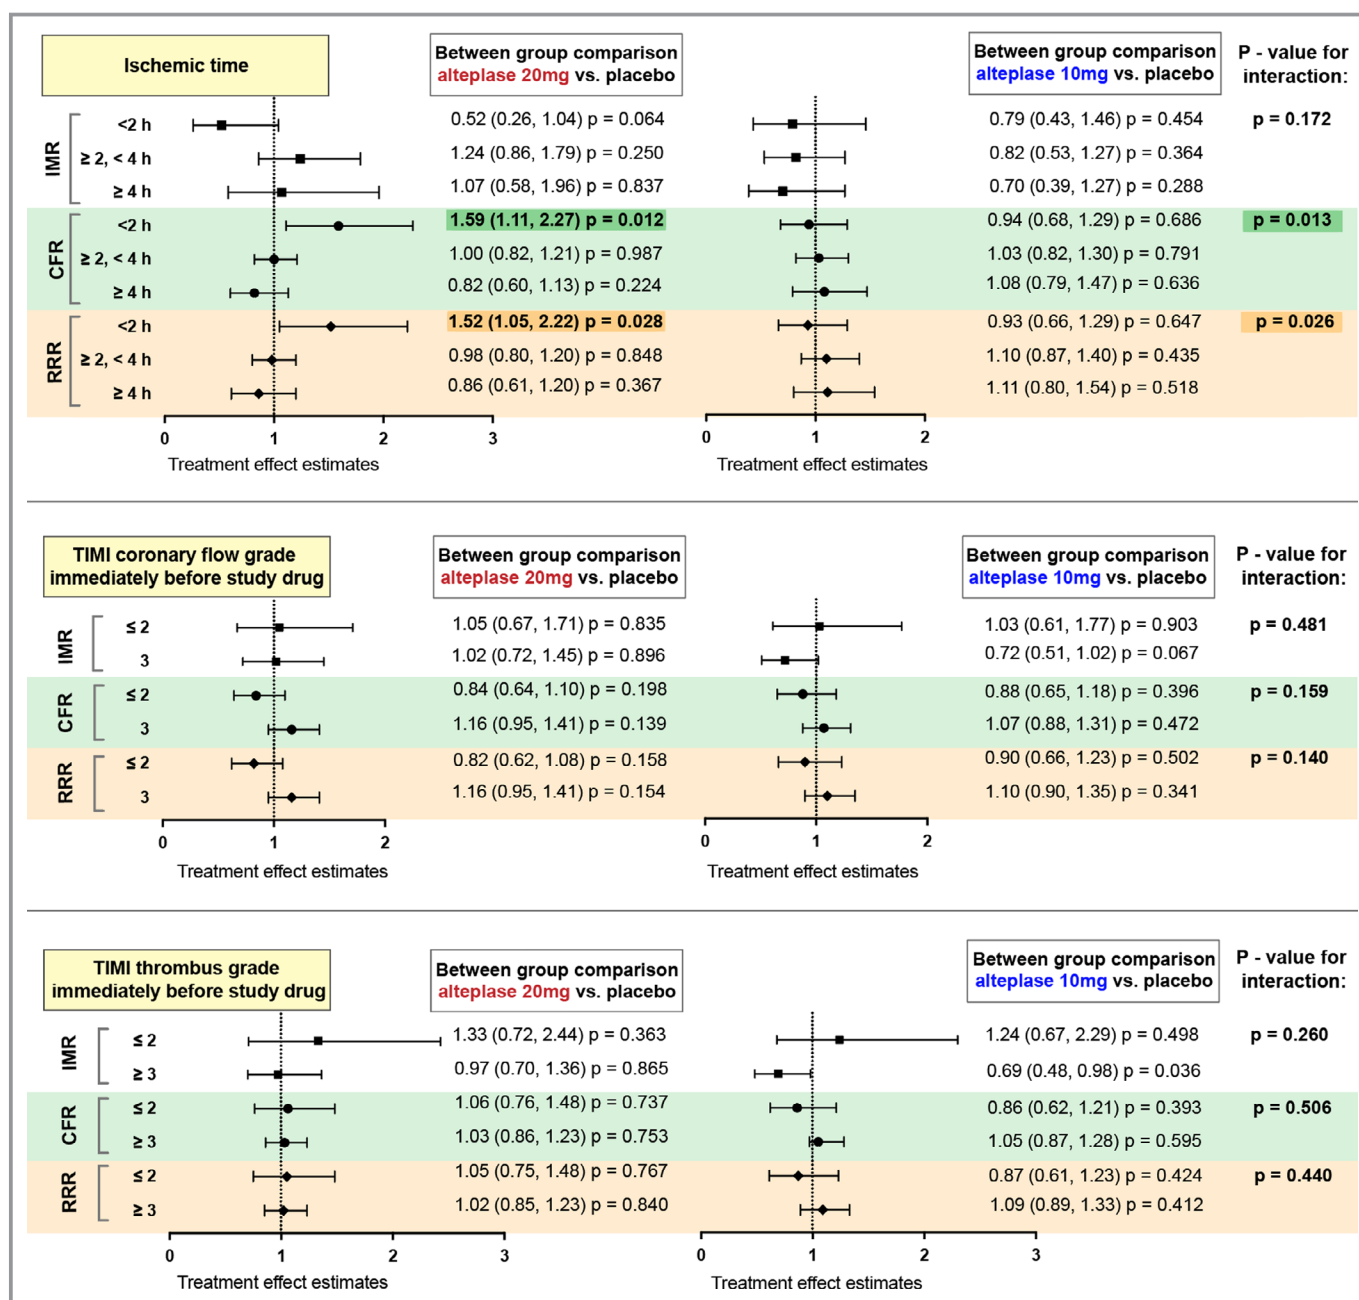 Ischemic time
Between group comparison
alteplase 20mg vs. placebo
Between group comparison
alteplase 10mg vs. placebo
P - value for
interaction:
IMR
<2 h 0.52 (0.26, 1.04) p = 0.064 0.79 (0.43, 1.46) p = 0.454 p = 0.172
≥ 2, < 4 h 1.24 (0.86, 1.79) p = 0.250 0.82 (0.53, 1.27) p = 0.364
≥ 4 h 1.07 (0.58, 1.96) p = 0.837 0.70 (0.39, 1.27) p = 0.288
CFR
<2 h 1.59 (1.11, 2.27) p = 0.012 0.94 (0.68, 1.29) p = 0.686 p = 0.013
≥ 2, < 4 h 1.00 (0.82, 1.21) p = 0.987 1.03 (0.82, 1.30) p = 0.791
≥ 4 h 0.82 (0.60, 1.13) p = 0.224 1.08 (0.79, 1.47) p = 0.636
RRR
<2 h 1.52 (1.05, 2.22) p = 0.028 0.93 (0.66, 1.29) p = 0.647 p = 0.026
≥ 2, < 4 h 0.98 (0.80, 1.20) p = 0.848 1.10 (0.87, 1.40) p = 0.435
≥ 4 h 0.86 (0.61, 1.20) p = 0.367 1.11 (0.80, 1.54) p = 0.518
0 1 2 3 0 1 2
Treatment effect estimates Treatment effect estimates
TIMI coronary flow grade
immediately before study drug
Between group comparison
alteplase 20mg vs. placebo
Between group comparison
alteplase 10mg vs. placebo
P - value for
interaction:
IMR
≤ 2 1.05 (0.67, 1.71) p = 0.835 1.03 (0.61, 1.77) p = 0.903 p = 0.481
3 1.02 (0.72, 1.45) p = 0.896 0.72 (0.51, 1.02) p = 0.067
CFR
≤ 2 0.84 (0.64, 1.10) p = 0.198 0.88 (0.65, 1.18) p = 0.396 p = 0.159
3 1.16 (0.95, 1.41) p = 0.139 1.07 (0.88, 1.31) p = 0.472
RRR
≤ 2 0.82 (0.62, 1.08) p = 0.158 0.90 (0.66, 1.23) p = 0.502 p = 0.140
3 1.16 (0.95, 1.41) p = 0.154 1.10 (0.90, 1.35) p = 0.341
0 1 2 0 1 2
Treatment effect estimates Treatment effect estimates
TIMI thrombus grade
immediately before study drug
Between group comparison
alteplase 20mg vs. placebo
Between group comparison
alteplase 10mg vs. placebo
P - value for
interaction:
IMR
≤ 2 1.33 (0.72, 2.44) p = 0.363 1.24 (0.67, 2.29) p = 0.498 p = 0.260
≥ 3 0.97 (0.70, 1.36) p = 0.865 0.69 (0.48, 0.98) p = 0.036
CFR
≤ 2 1.06 (0.76, 1.48) p = 0.737 0.86 (0.62, 1.21) p = 0.393 p = 0.506
≥ 3 1.03 (0.86, 1.23) p = 0.753 1.05 (0.87, 1.28) p = 0.595
RRR
≤ 2 1.05 (0.75, 1.48) p = 0.767 0.87 (0.61, 1.23) p = 0.424 p = 0.440
≥ 3 1.02 (0.85, 1.23) p = 0.840 1.09 (0.89, 1.33) p = 0.412
0 1 2 3 0 1 2 3
Treatment effect estimates Treatment effect estimates